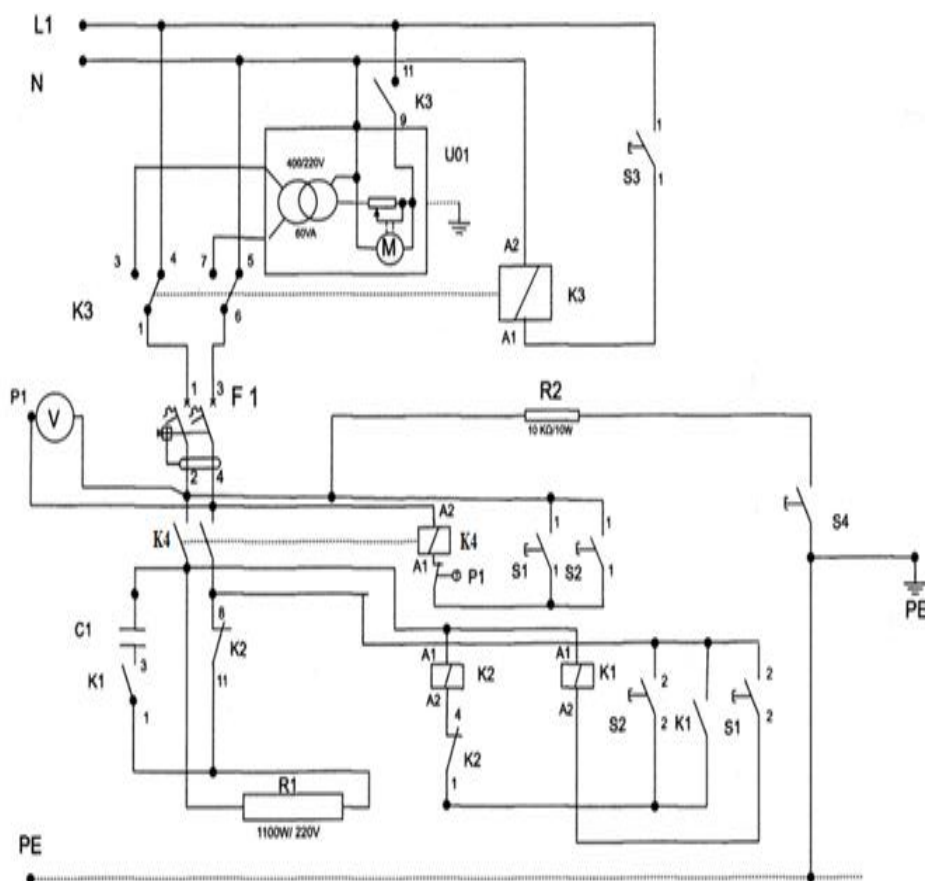 L1
N
11
K3
9
U01
400/220V
60VA
M
1
S3
1
3
4
7
5
A2
K3
A1
K3
1
6
1
3
F 1
P1
V
R2
10 KΩ/10W
2
4
A2
K4
K4
A1
P1
1
S1
1
1
S2
1
S4
PE
C1
8
K2
3
K1
1
11
A1
K2
A2
4
K2
1
A1
K1
A2
2
S2
2
K1
2
S1
2
R1
1100W/ 220V
PE